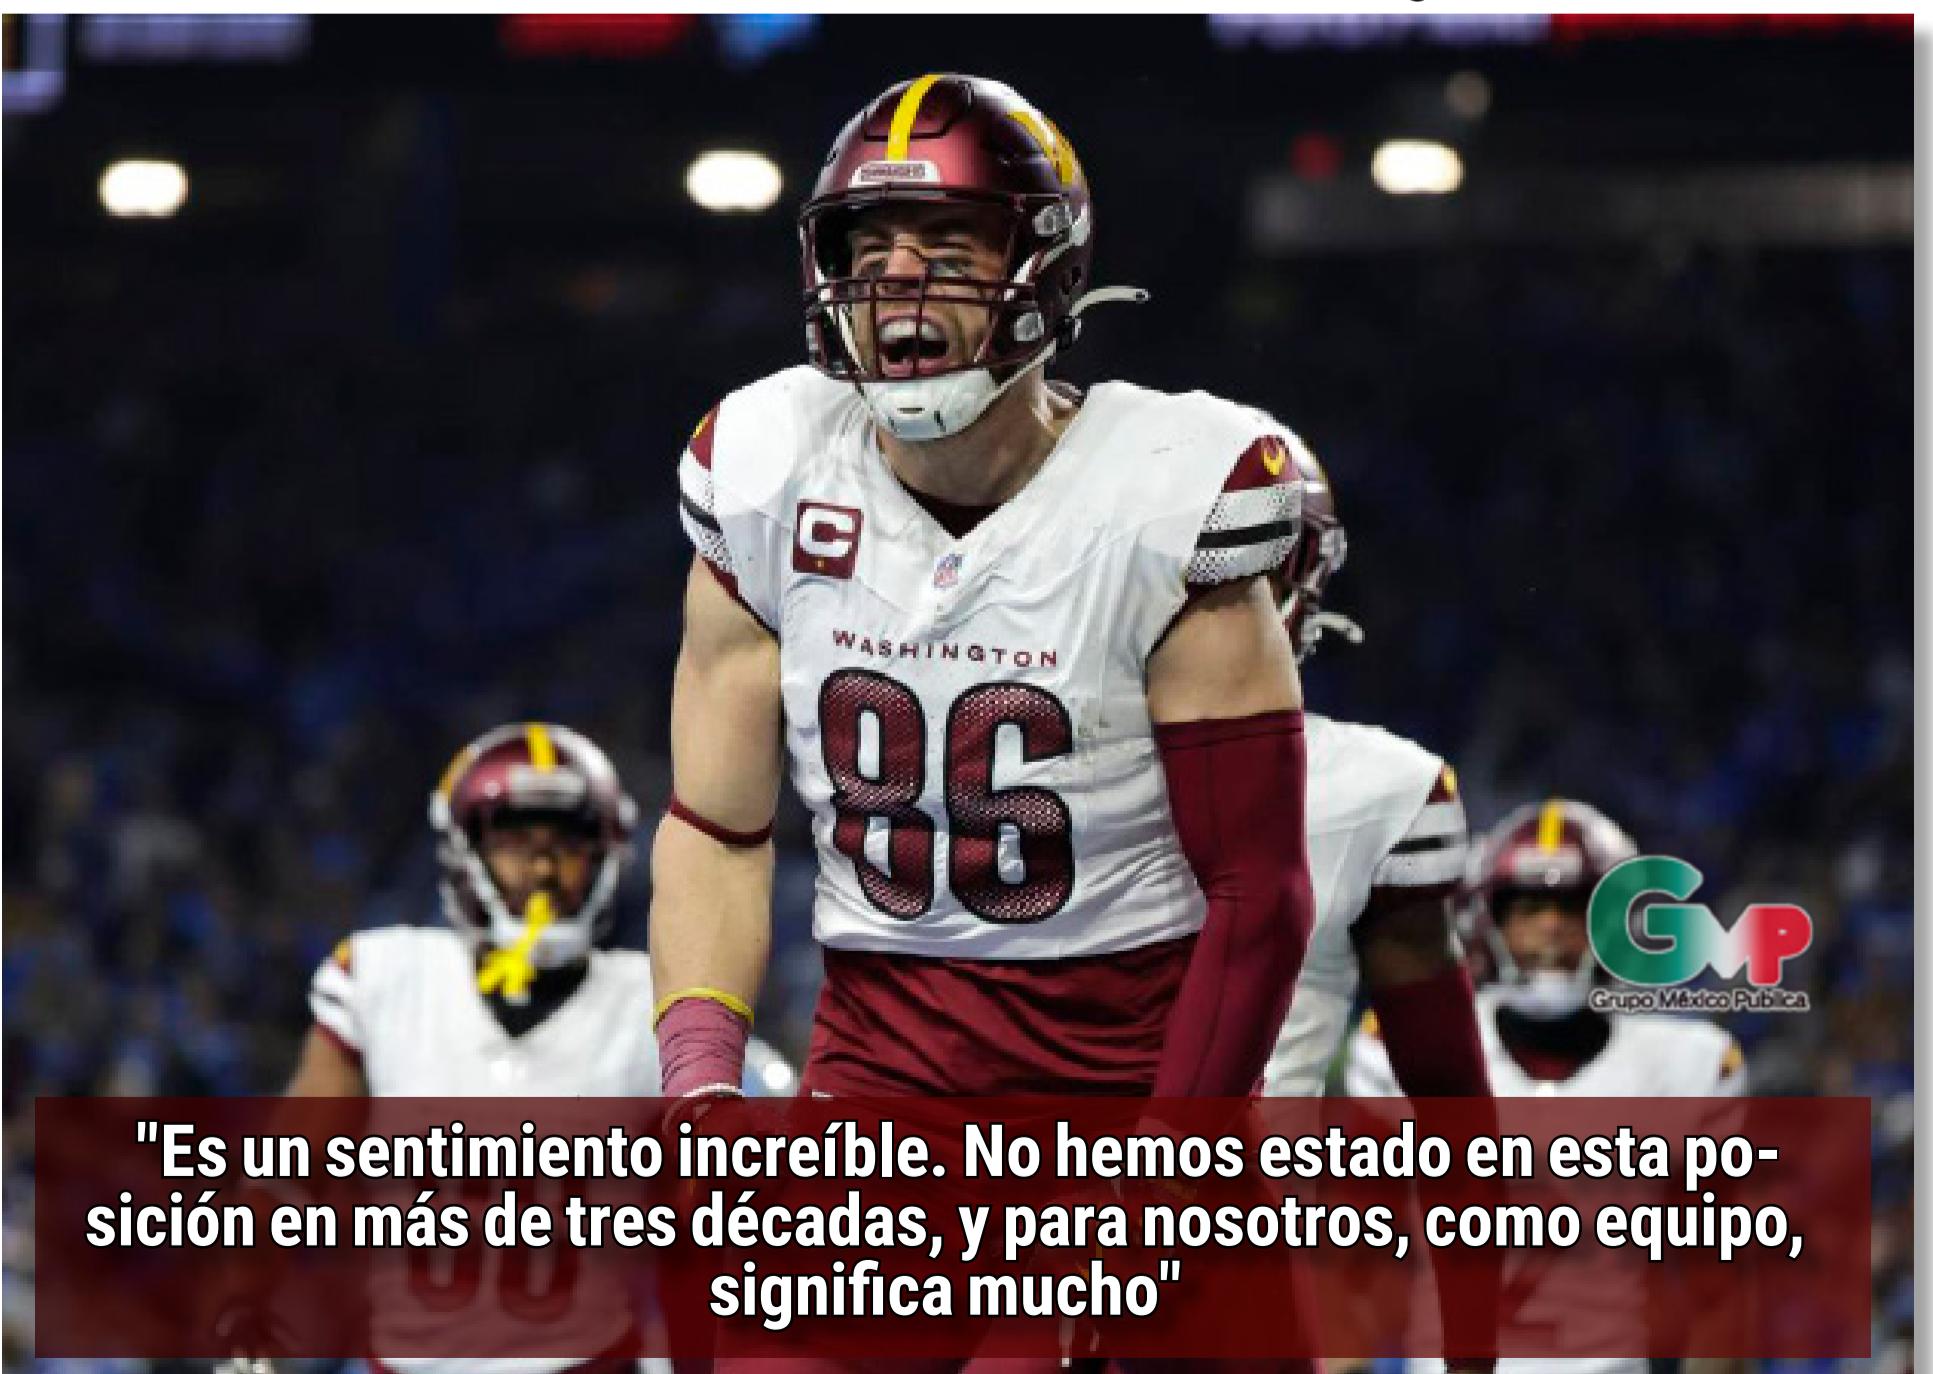 C
WASHINGTON
86
GMP
Grupo México Publica
"Es un sentimiento increíble. No hemos estado en esta po-
sición en más de tres décadas, y para nosotros, como equipo,
significa mucho"